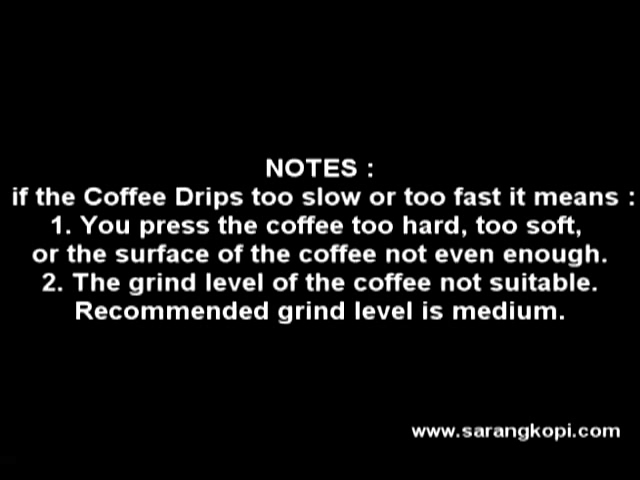 NOTES :
if the Coffee Drips too slow or too fast it means :
1. You press the coffee too hard, too soft,
or the surface of the coffee not even enough.
2. The grind level of the coffee not suitable.
Recommended grind level is medium.
www.sarangkopi.com